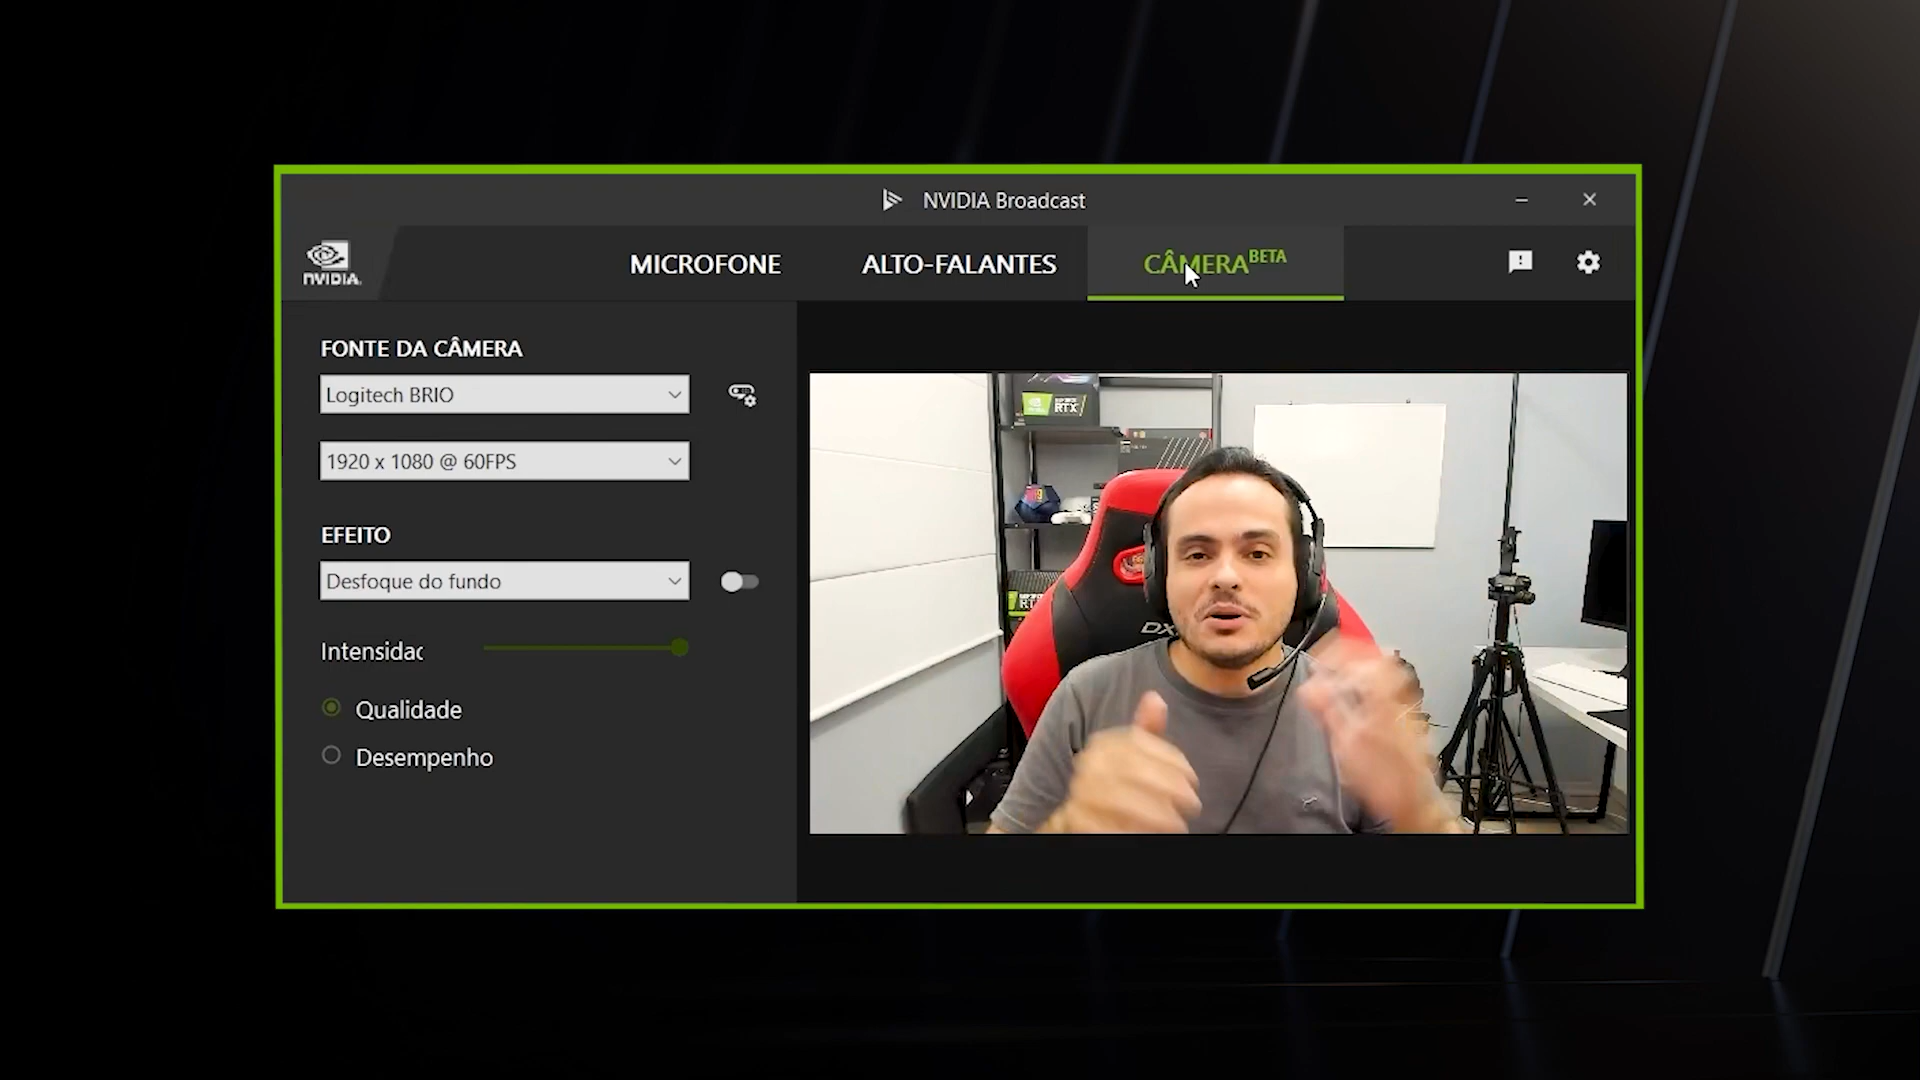 NVIDIA Broadcast
NVIDIA.
MICROFONE
ALTO-FALANTES
CÂMERA BETA
FONTE DA CÂMERA
Logitech BRIO
1920 x 1080 @ 60FPS
EFEITO
Desfoque do fundo
Intensidac
Qualidade
Desempenho
RTX
DX